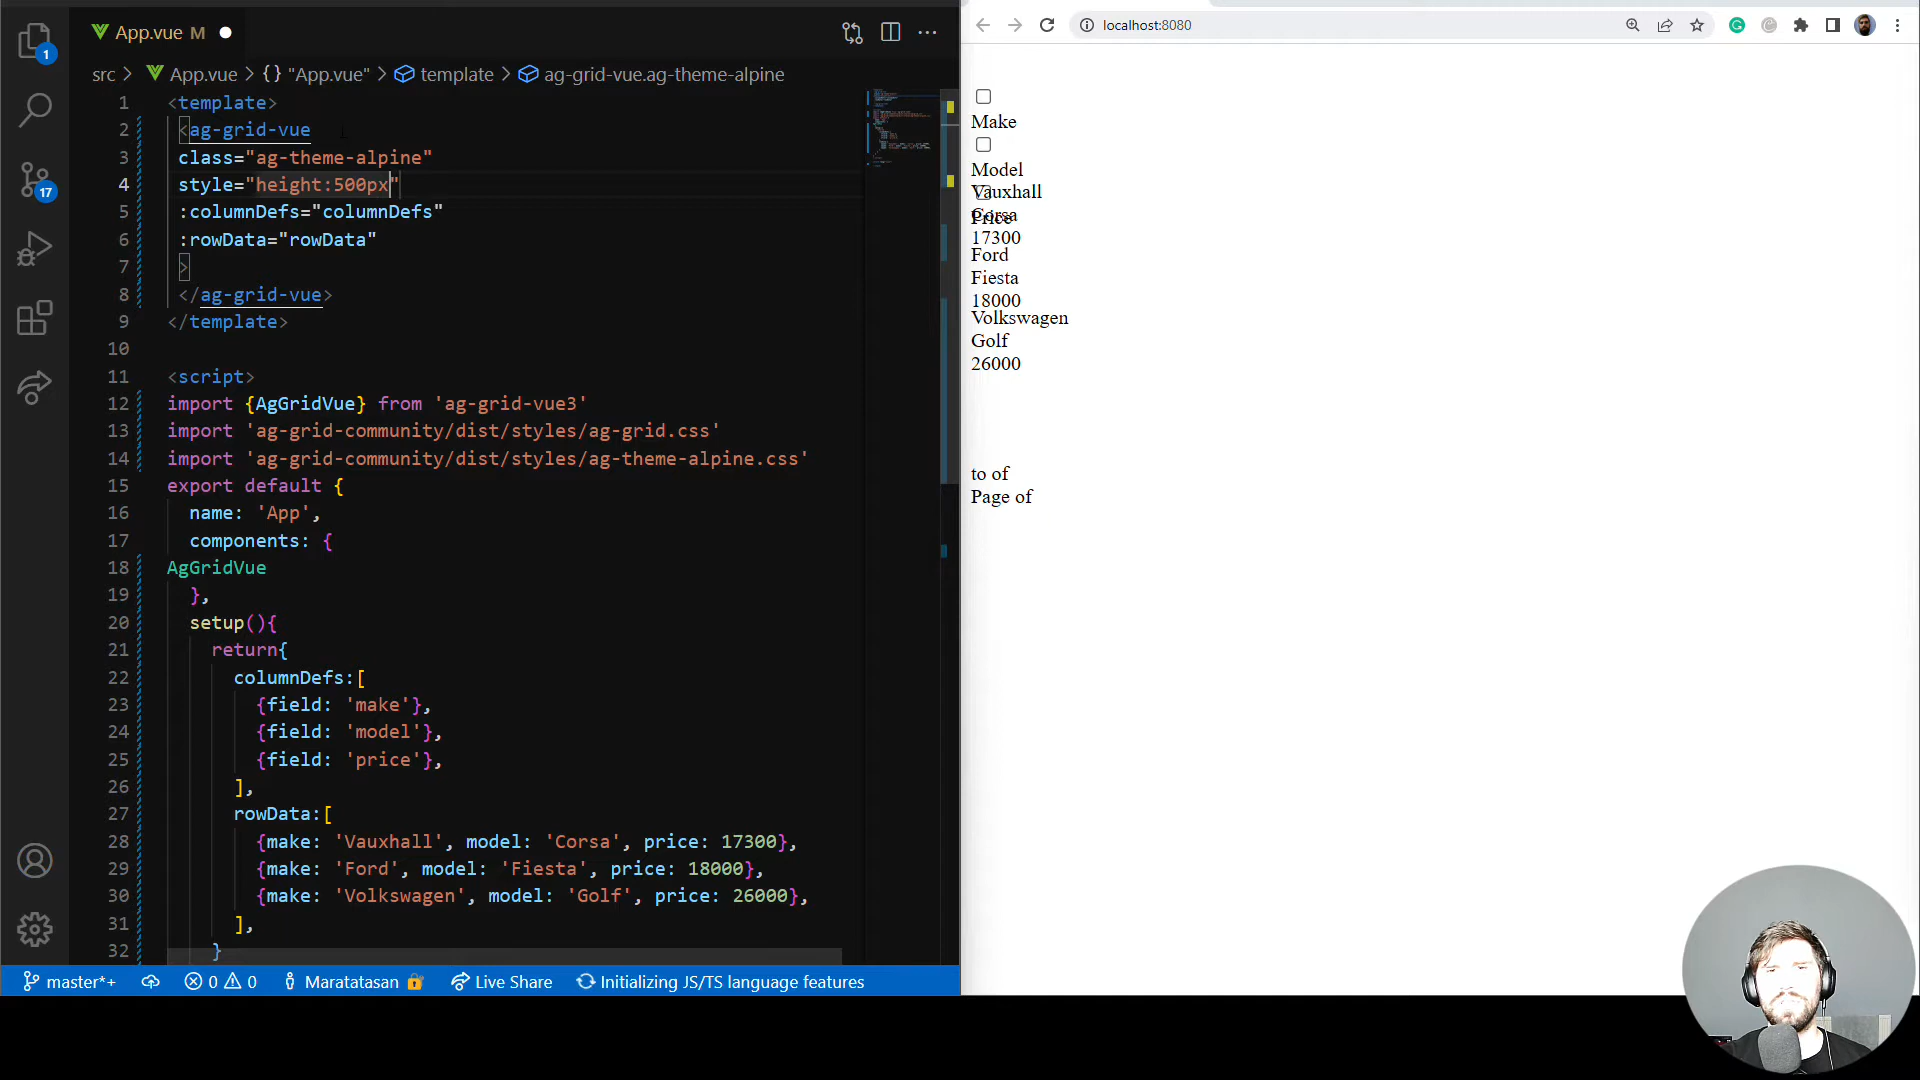 App.vue M
localhost:8080
src > App.vue > {} "App.vue" > template > ag-grid-vue.ag-theme-alpine
1 <template>
2 <ag-grid-vue
3 class="ag-theme-alpine"
4 style="height:500px"
5 :columnDefs="columnDefs"
6 :rowData="rowData"
7 >
8 </ag-grid-vue>
9 </template>
10
11 <script>
12 import {AgGridVue} from 'ag-grid-vue3'
13 import 'ag-grid-community/dist/styles/ag-grid.css'
14 import 'ag-grid-community/dist/styles/ag-theme-alpine.css'
15 export default {
16 name: 'App',
17 components: {
18 AgGridVue
19 },
20 setup(){
21 return{
22 columnDefs:[
23 {field: 'make'},
24 {field: 'model'},
25 {field: 'price'},
26 ],
27 rowData:[
28 {make: 'Vauxhall', model: 'Corsa', price: 17300},
29 {make: 'Ford', model: 'Fiesta', price: 18000},
30 {make: 'Volkswagen', model: 'Golf', price: 26000},
31 ],
32 }
1
17
master*+ 0 0 Maratatasan Live Share Initializing JS/TS language features
Make
Model
Vauxhall
Corsa
Price
17300
Ford
Fiesta
18000
Volkswagen
Golf
26000
to of
Page of